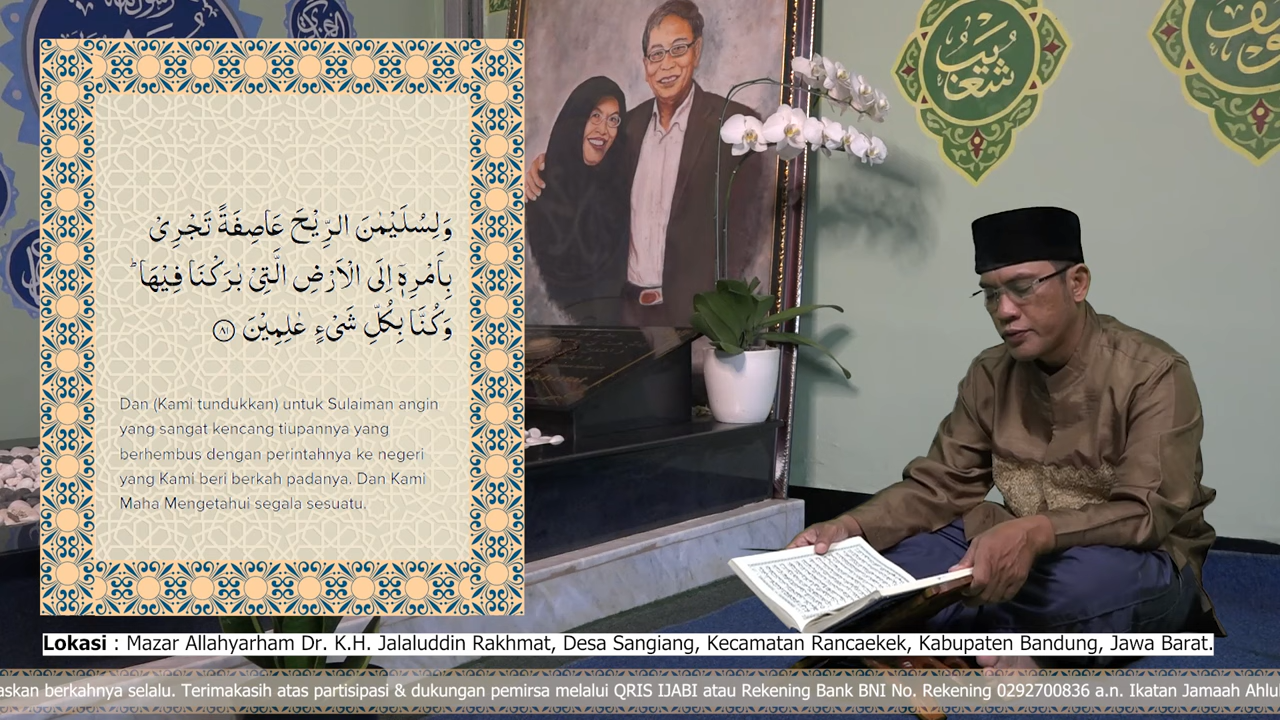 وَلِسُلَيْمٰنَ الرِّيْحَ عَاصِفَةً تَجْرِيْ
بِاَمْرِهٖٓ اِلَى الْاَرْضِ الَّتِيْ بٰرَكْنَا فِيْهَاۗ
وَكُنَّا بِكُلِّ شَيْءٍ عٰلِمِيْنَ ۝٨١
Dan (Kami tundukkan) untuk Sulaiman angin
yang sangat kencang tiupannya yang
berhembus dengan perintahnya ke negeri
yang Kami beri berkah padanya. Dan Kami
Maha Mengetahui segala sesuatu.
شعيب
Lokasi : Mazar Allahyarham Dr. K.H. Jalaluddin Rakhmat, Desa Sangiang, Kecamatan Rancaekek, Kabupaten Bandung, Jawa Barat.
askan berkahnya selalu. Terimakasih atas partisipasi & dukungan pemirsa melalui QRIS IJABI atau Rekening Bank BNI No. Rekening 0292700836 a.n. Ikatan Jamaah Ahlul